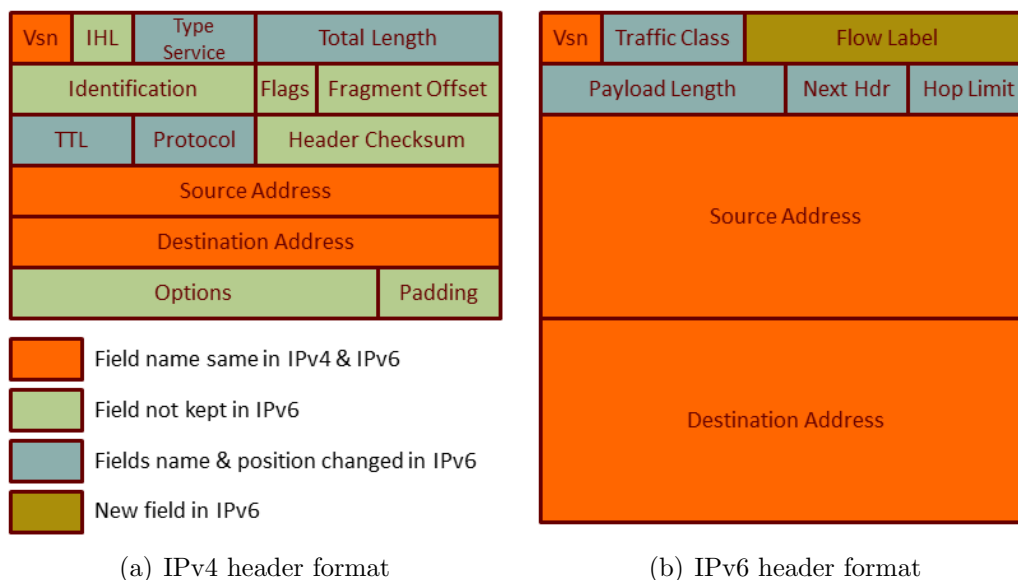 Vsn IHL Type Service Total Length
Identification Flags Fragment Offset
TTL Protocol Header Checksum
Source Address
Destination Address
Options Padding
Field name same in IPv4 & IPv6
Field not kept in IPv6
Fields name & position changed in IPv6
New field in IPv6
(a) IPv4 header format
Vsn Traffic Class Flow Label
Payload Length Next Hdr Hop Limit
Source Address
Destination Address
(b) IPv6 header format